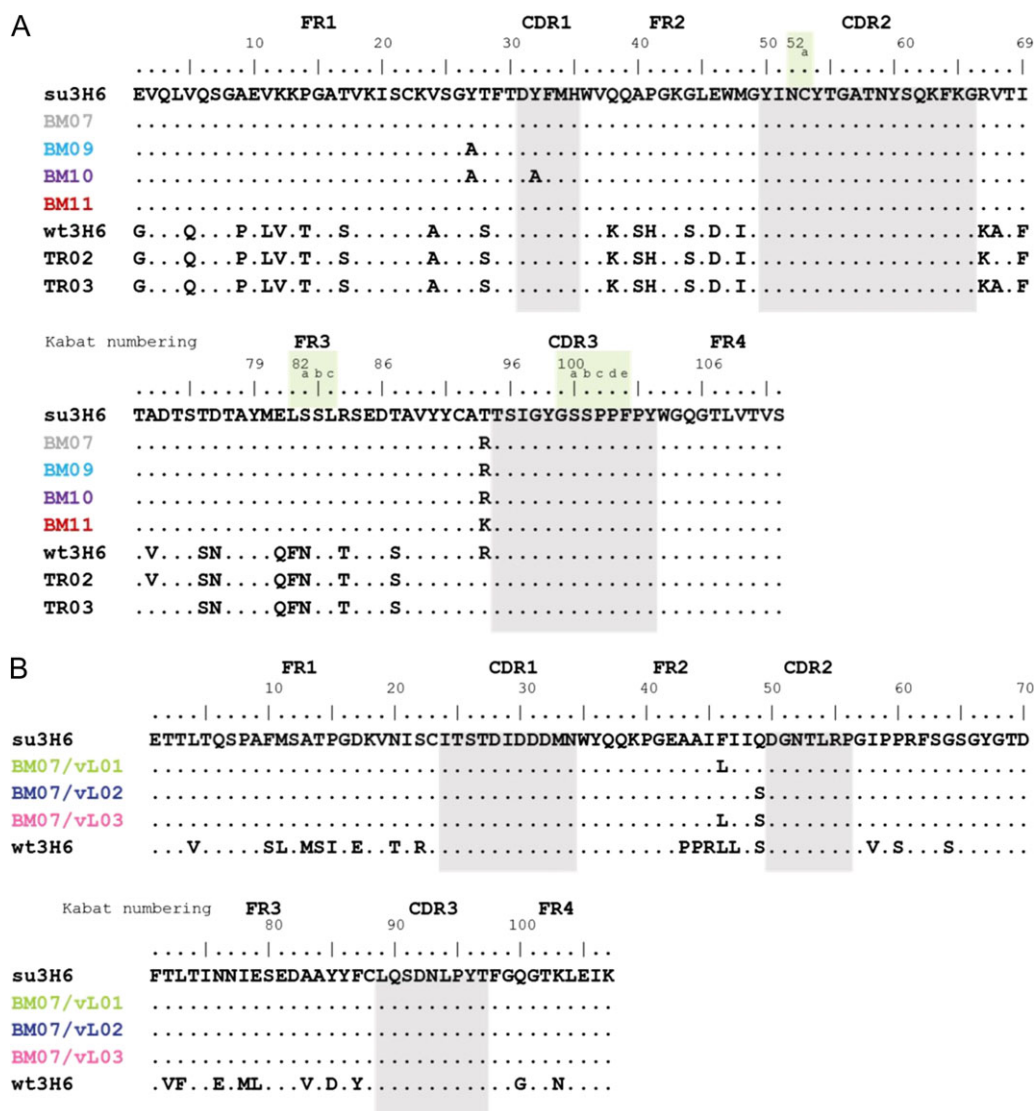 A
FR1 CDR1 FR2 CDR2
10 20 30 40 50 52 a 60 69
su3H6 EVQLVQSGAEVKKPGATVKISCKVSGYTFTDYFMHWVQQAPGKGLEWMGYINCYTGATNYSQKFKGRVTI
BM07 ......................................................................
BM09 ..........................A...........................................
BM10 ..........................A....A......................................
BM11 ......................................................................
wt3H6 G...Q...P.LV.T..S......A...S.........K.SH..S.D.I..................KA.F
TR02 G...Q...P.LV.T..S......A...S.........K.SH..S.D.I..................K..F
TR03 G...Q...P.LV.T..S......A...S.........K.SH..S.D.I..................KA.F
Kabat numbering FR3 CDR3 FR4
79 82 a b c 86 96 100 a b c d e 106
su3H6 TADTSTDTAYMELSSLRSEDTAVYYCATTSIGYGSSPPFPYWGQGTLVTVS
BM07 ...........................R.......................
BM09 ...........................R.......................
BM10 ...........................R.......................
BM11 ...........................K.......................
wt3H6 .V...SN....QFN..T...S......R.......................
TR02 .V...SN....QFN..T...S..............................
TR03 .....SN....QFN..T...S..............................
B
FR1 CDR1 FR2 CDR2
10 20 30 40 50 60 70
su3H6 ETTLTQSPAFMSATPGDKVNISCITSTDIDDDMNWYQQKPGEAAIFIIQDGNTLRPGIPPRFSGSGYGTD
BM07/vL01 .............................................L........................
BM07/vL02 ................................................S.....................
BM07/vL03 .............................................L..S.....................
wt3H6 ...V.....SL.MSI.E..T.R....................PPRLL.S........V.S...S......
Kabat numbering FR3 CDR3 FR4
80 90 100
su3H6 FTLTINNIESEDAAYYFCLQSDNLPYTFGQGTKLEIK
BM07/vL01 .....................................
BM07/vL02 .....................................
BM07/vL03 .....................................
wt3H6 .VF..E.ML...V.D.Y............G..N....